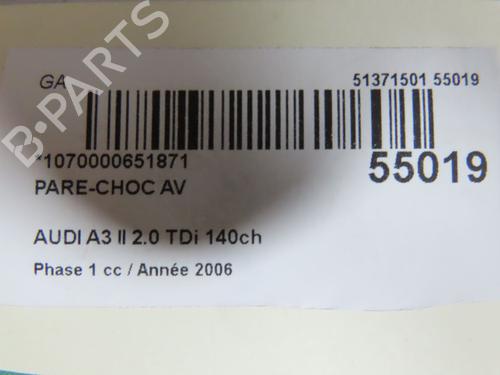 GA
51371501 55019
*1070000651871
55019
PARE-CHOC AV
AUDI A3 II 2.0 TDi 140ch
Phase 1 cc / Année 2006
B-PARTS